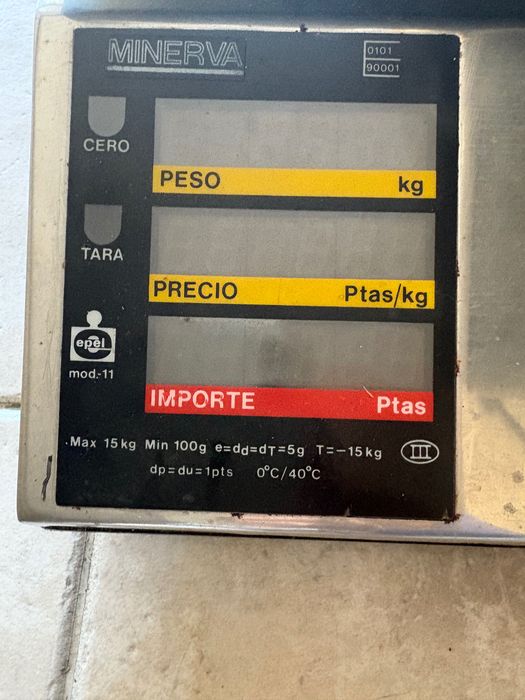 MINERVA
0101
90001
CERO
PESO kg
TARA
PRECIO Ptas/kg
epel
mod.-11
IMPORTE Ptas
Max 15kg Min 100g e=dd=dT=5g T=-15kg III
dp=du=1pts 0°C/40°C